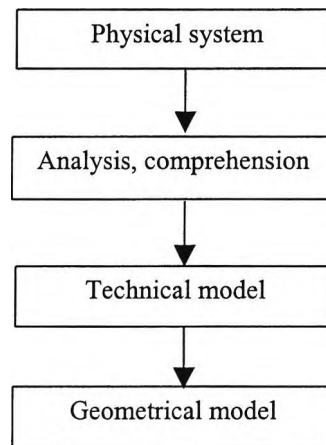 Physical system
Analysis, comprehension
Technical model
Geometrical model